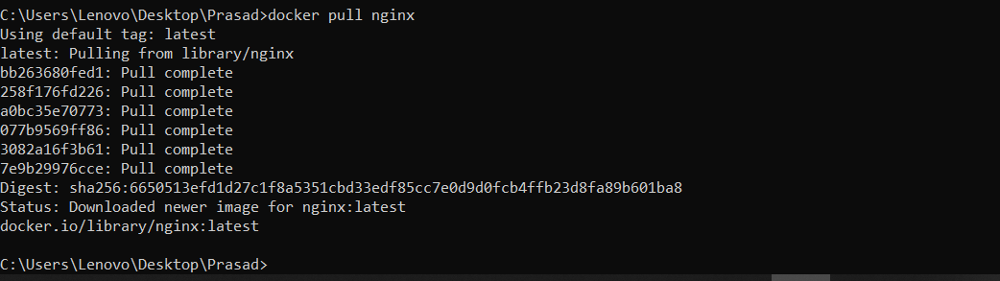 C:\Users\Lenovo\Desktop\Prasad>docker pull nginx
Using default tag: latest
latest: Pulling from library/nginx
bb263680fed1: Pull complete
258f176fd226: Pull complete
a0bc35e70773: Pull complete
077b9569ff86: Pull complete
3082a16f3b61: Pull complete
7e9b29976cce: Pull complete
Digest: sha256:6650513efd1d27c1f8a5351cbd33edf85cc7e0d9d0fcb4ffb23d8fa89b601ba8
Status: Downloaded newer image for nginx:latest
docker.io/library/nginx:latest
C:\Users\Lenovo\Desktop\Prasad>